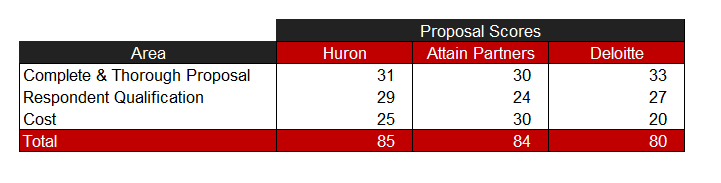 Proposal Scores
Area Huron Attain Partners Deloitte
Complete & Thorough Proposal 31 30 33
Respondent Qualification 29 24 27
Cost 25 30 20
Total 85 84 80